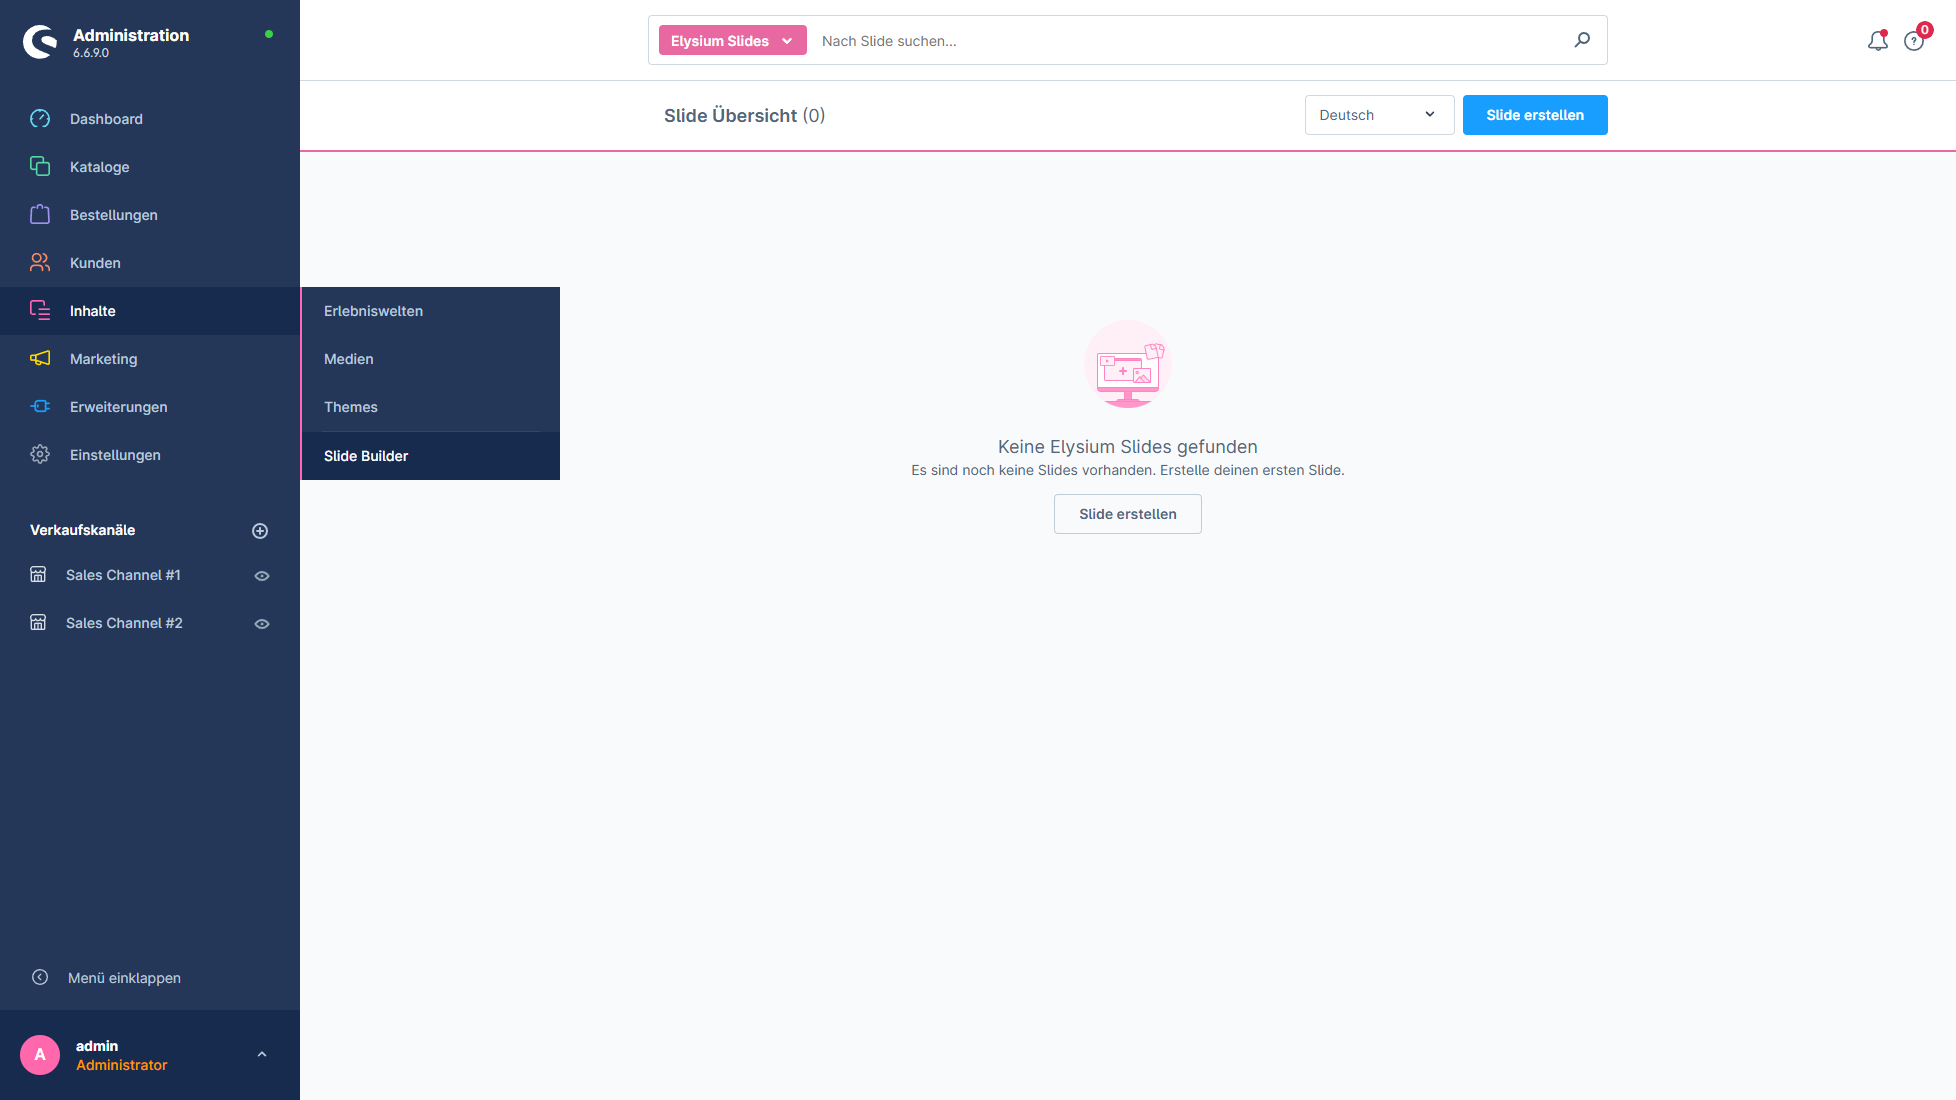 Administration
6.6.9.0
Dashboard
Kataloge
Bestellungen
Kunden
Inhalte
Marketing
Erweiterungen
Einstellungen
Verkaufskanäle
Sales Channel #1
Sales Channel #2
Menü einklappen
A
admin
Administrator
Erlebniswelten
Medien
Themes
Slide Builder
Elysium Slides
Nach Slide suchen...
0
Slide Übersicht (0)
Deutsch
Slide erstellen
Keine Elysium Slides gefunden
Es sind noch keine Slides vorhanden. Erstelle deinen ersten Slide.
Slide erstellen